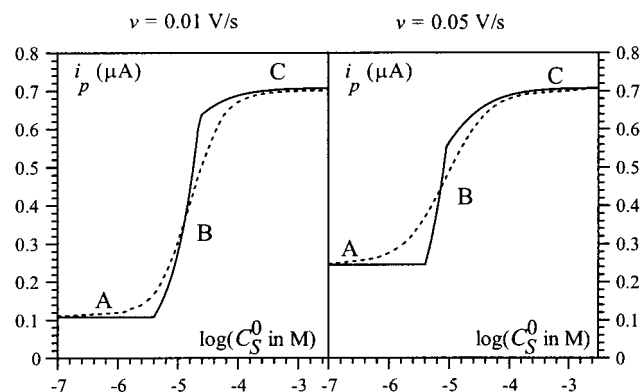 v = 0.01 V/s
v = 0.05 V/s
0.8
0.7
0.6
0.5
0.4
0.3
0.2
0.1
0
i_p (μA)
C
B
A
log(C_S^0 in M)
-7 -6 -5 -4 -3
i_p (μA)
C
B
A
log(C_S^0 in M)
-7 -6 -5 -4 -3
0.8
0.7
0.6
0.5
0.4
0.3
0.2
0.1
0